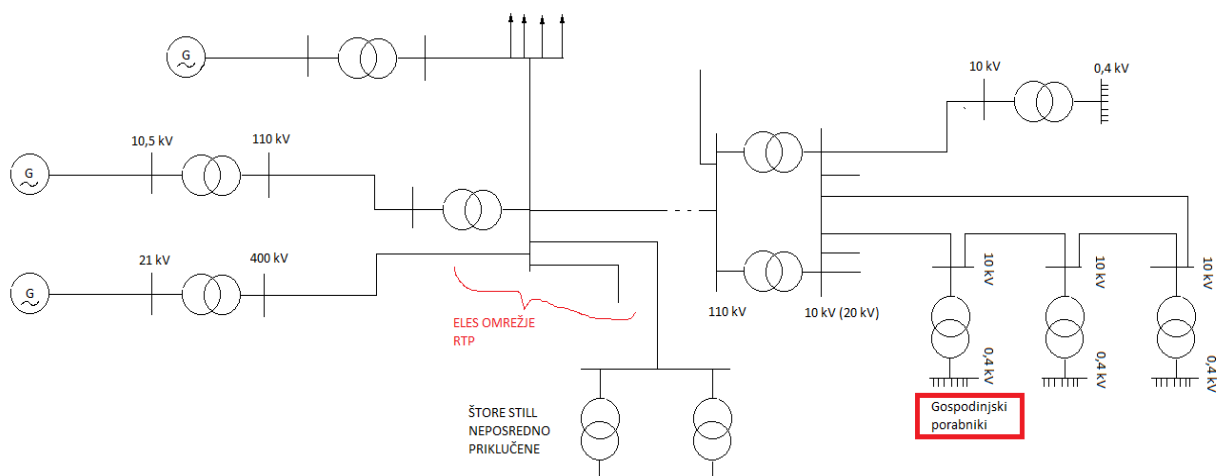 G
10 kV
0,4 kV
10,5 kV
110 kV
G
21 kV
400 kV
G
10 kV
10 kV
10 kV
ELES OMREŽJE
RTP
110 kV
10 kV (20 kV)
0,4 kV
0,4 kV
0,4 kV
ŠTORE STILL
NEPOSREDNO
PRIKLUČENE
Gospodinjski
porabniki